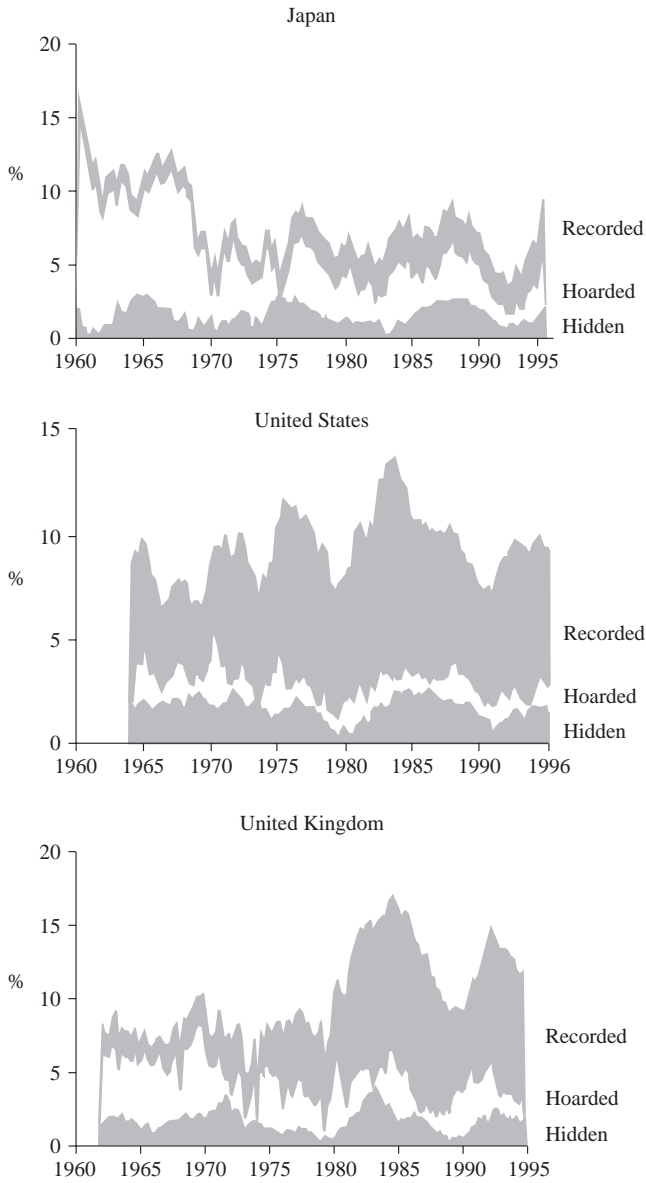 Japan
20
15
%
10
Recorded
5
Hoarded
Hidden
0
1960 1965 1970 1975 1980 1985 1990 1995
United States
15
10
%
Recorded
5
Hoarded
Hidden
0
1960 1965 1970 1975 1980 1985 1990 1996
United Kingdom
20
15
%
10
Recorded
5
Hoarded
Hidden
0
1960 1965 1970 1975 1980 1985 1990 1995